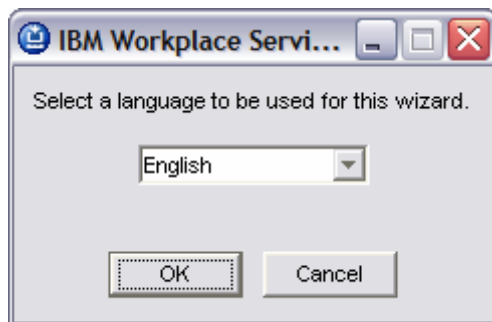 IBM Workplace Servi...
Select a language to be used for this wizard.
English
OK
Cancel